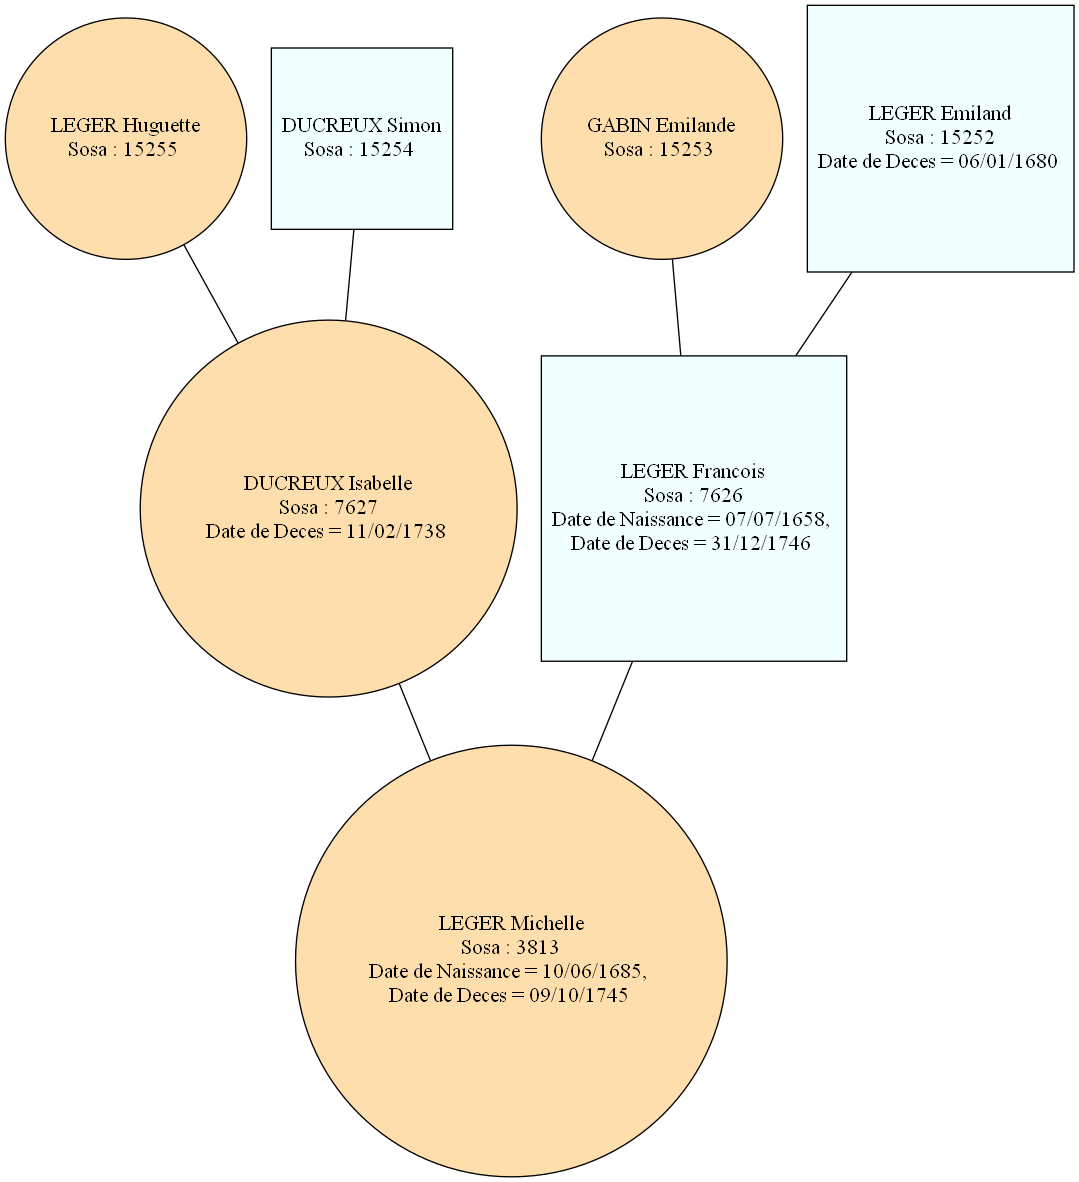 LEGER Huguette
Sosa : 15255
DUCREUX Simon
Sosa : 15254
GABIN Emilande
Sosa : 15253
LEGER Emiland
Sosa : 15252
Date de Deces = 06/01/1680
DUCREUX Isabelle
Sosa : 7627
Date de Deces = 11/02/1738
LEGER Francois
Sosa : 7626
Date de Naissance = 07/07/1658,
Date de Deces = 31/12/1746
LEGER Michelle
Sosa : 3813
Date de Naissance = 10/06/1685,
Date de Deces = 09/10/1745